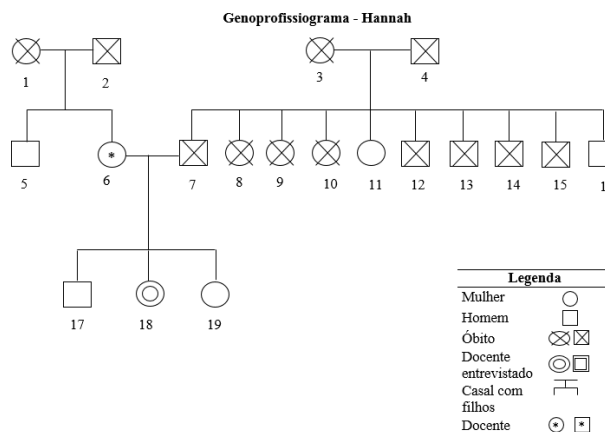 Genoprofissiograma - Hannah
1 2 3 4
5 6 7 8 9 10 11 12 13 14 15 1
17 18 19
Legenda
Mulher
Homem
Óbito
Docente
entrevistado
Casal com
filhos
Docente